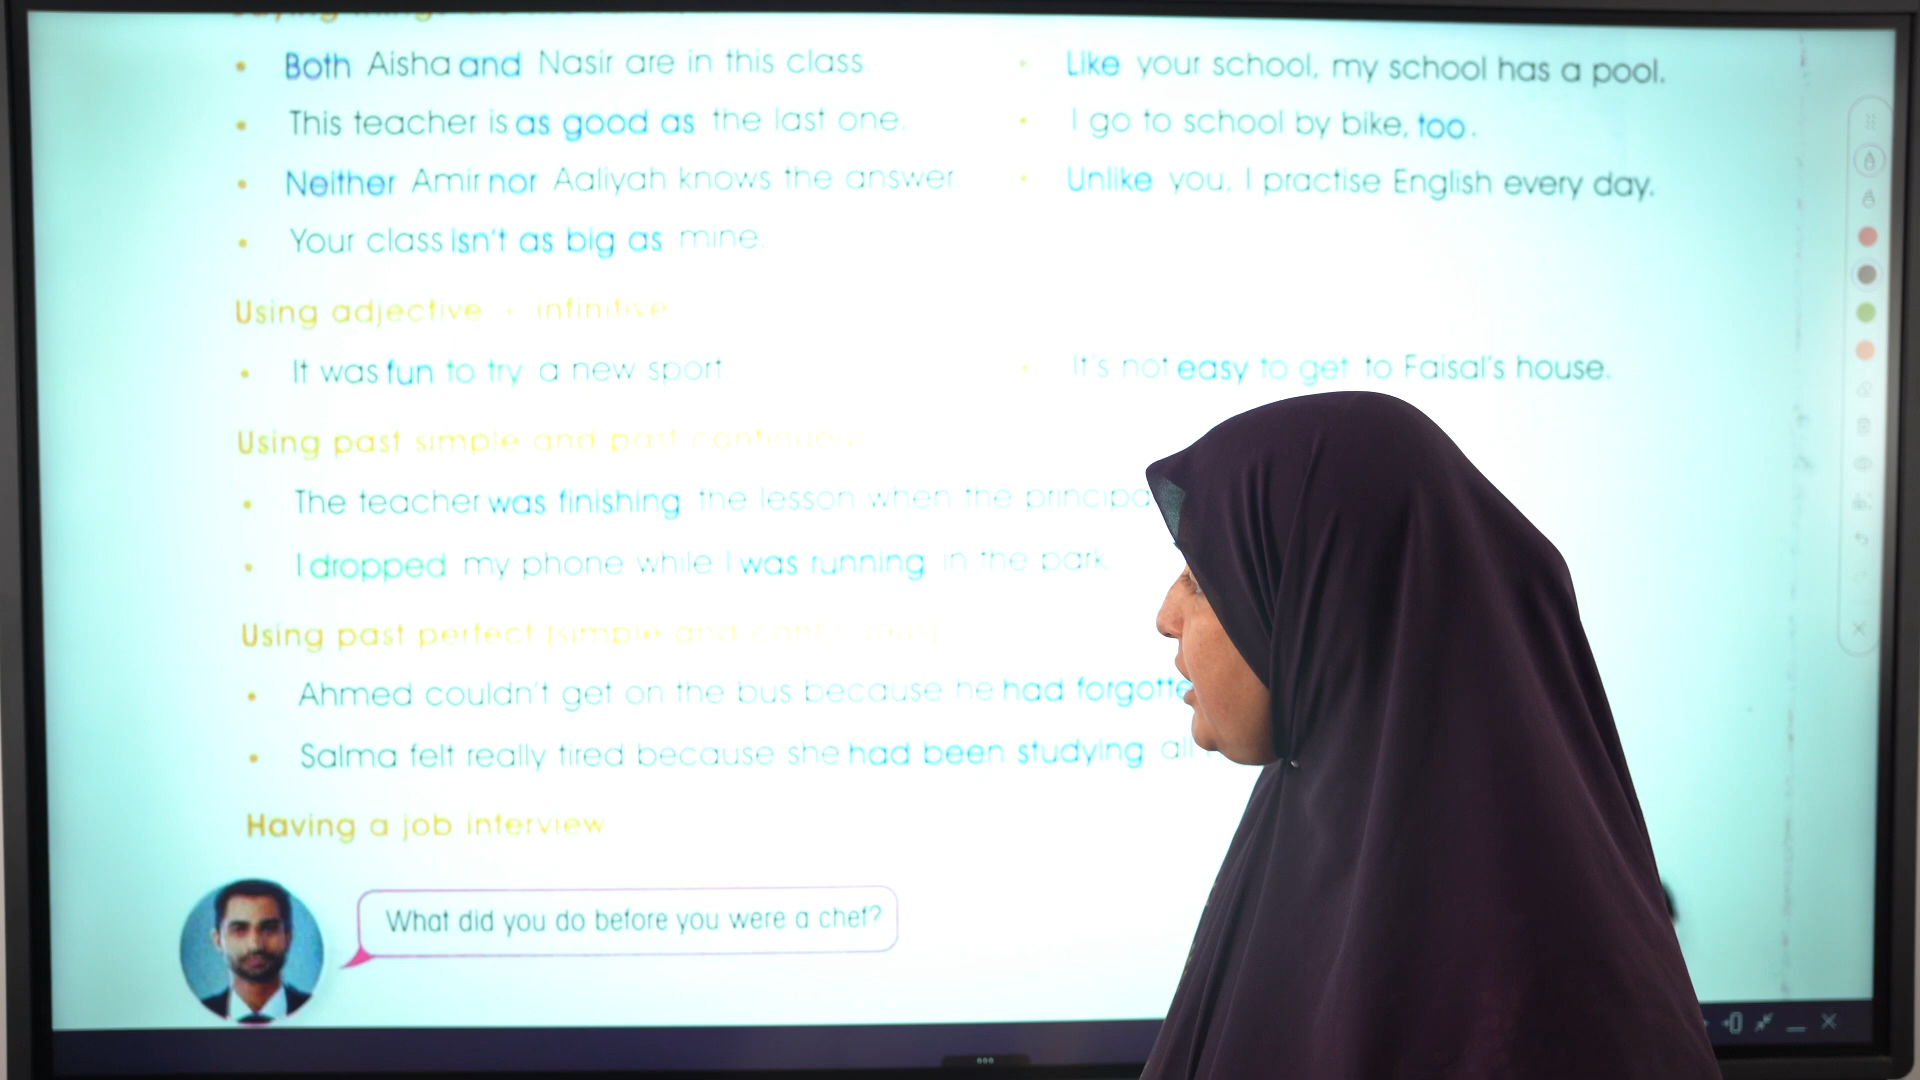 Both Aisha and Nasir are in this class.
This teacher is as good as the last one.
Neither Amir nor Aaliyah knows the answer.
Your class isn't as big as mine.
Like your school, my school has a pool.
I go to school by bike, too.
Unlike you, I practise English every day.
Using adjective + infinitive
It was fun to try a new sport
It's not easy to get to Faisal's house.
Using past simple and past continuous
The teacher was finishing the lesson when the
I dropped my phone while I was running in the park
Using past perfect (simple and continuous)
Ahmed couldn't get on the bus because he had
Salma felt really tired because she had been studying all
Having a job interview
What did you do before you were a chef?